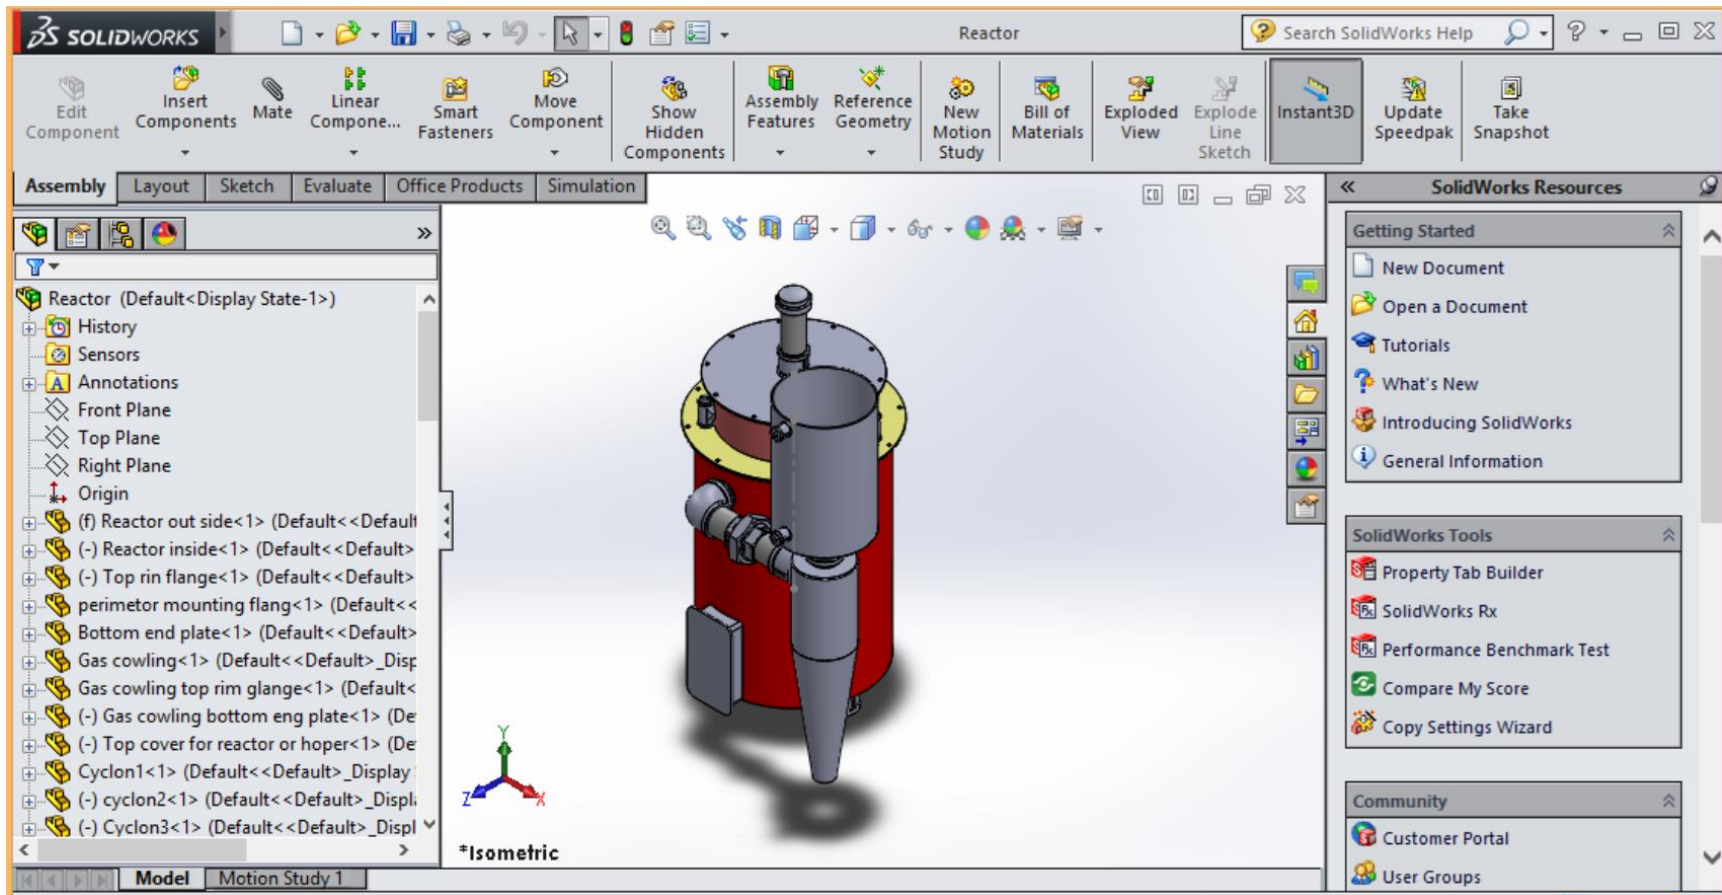 SOLIDWORKS
Reactor
Search SolidWorks Help
Edit
Component
Insert
Components
Mate
Linear
Compone...
Smart
Fasteners
Move
Component
Show
Hidden
Components
Assembly
Features
Reference
Geometry
New
Motion
Study
Bill of
Materials
Exploded
View
Explode
Line
Sketch
Instant3D
Update
Speedpak
Take
Snapshot
Assembly
Layout
Sketch
Evaluate
Office Products
Simulation
Reactor (Default<Display State-1>)
History
Sensors
Annotations
Front Plane
Top Plane
Right Plane
Origin
(f) Reactor out side<1> (Default<<Default
(-) Reactor inside<1> (Default<<Default>
(-) Top rin flange<1> (Default<<Default>
perimetor mounting flang<1> (Default<<
Bottom end plate<1> (Default<<Default>
Gas cowling<1> (Default<<Default>_Disp
Gas cowling top rim glange<1> (Default<
(-) Gas cowling bottom eng plate<1> (De
(-) Top cover for reactor or hoper<1> (De
Cyclon1<1> (Default<<Default>_Display
(-) cyclon2<1> (Default<<Default>_Displ
(-) Cyclon3<1> (Default<<Default>_Displ
Model
Motion Study 1
Y
Z
X
*Isometric
SolidWorks Resources
Getting Started
New Document
Open a Document
Tutorials
What's New
Introducing SolidWorks
General Information
SolidWorks Tools
Property Tab Builder
SolidWorks Rx
Performance Benchmark Test
Compare My Score
Copy Settings Wizard
Community
Customer Portal
User Groups